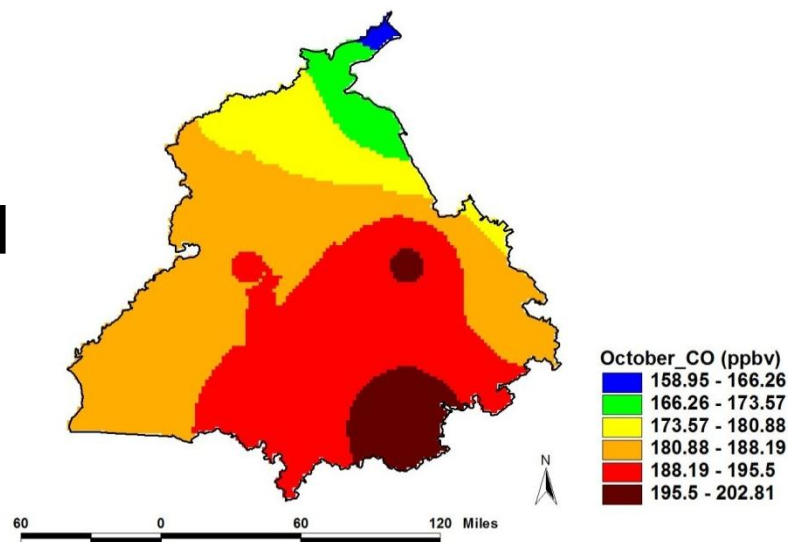 October_CO (ppbv)
158.95 - 166.26
166.26 - 173.57
173.57 - 180.88
180.88 - 188.19
188.19 - 195.5
195.5 - 202.81
N
60 0 60 120 Miles